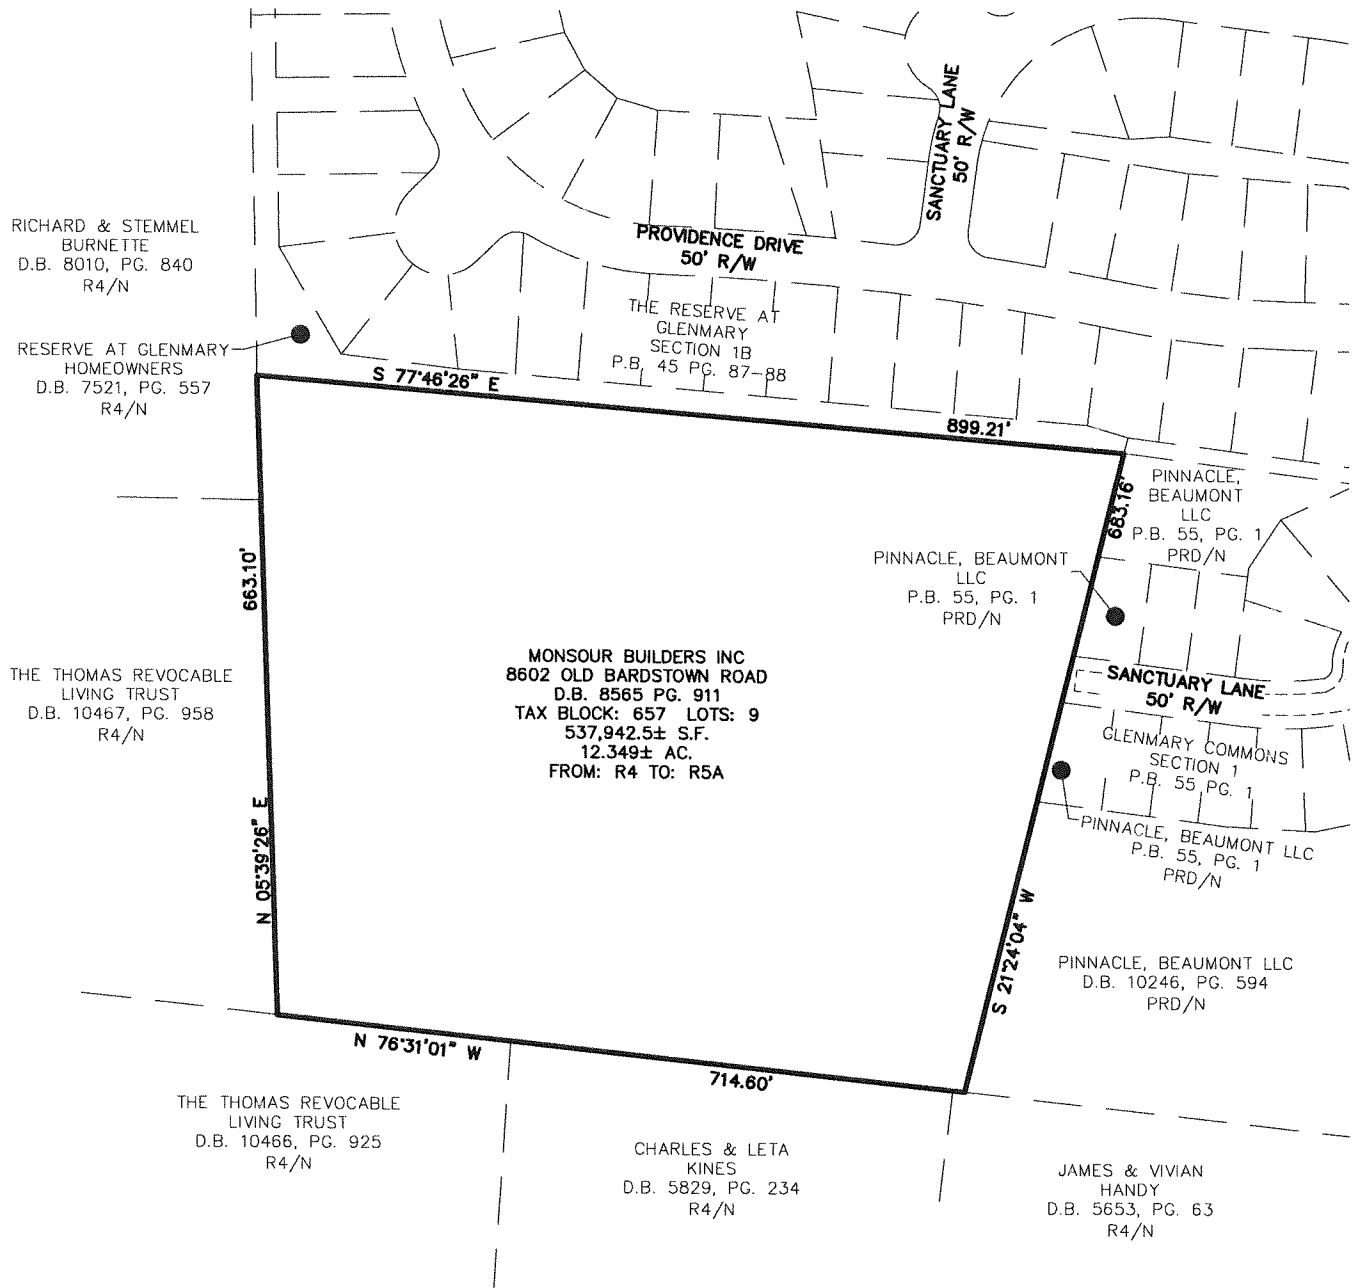 SANCTUARY LANE
50' R/W
RICHARD & STEMMEL
BURNETTE
D.B. 8010, PG. 840
R4/N
PROVIDENCE DRIVE
50' R/W
THE RESERVE AT
GLENMARY
SECTION 1B
P.B, 45 PG. 87-88
RESERVE AT GLENMARY
HOMEOWNERS
D.B. 7521, PG. 557
R4/N
S 77°46'26" E
899.21'
683.16'
PINNACLE,
BEAUMONT
LLC
P.B. 55, PG. 1
PRD/N
PINNACLE, BEAUMONT
LLC
P.B. 55, PG. 1
PRD/N
663.10'
THE THOMAS REVOCABLE
LIVING TRUST
D.B. 10467, PG. 958
R4/N
MONSOUR BUILDERS INC
8602 OLD BARDSTOWN ROAD
D.B. 8565 PG. 911
TAX BLOCK: 657 LOTS: 9
537,942.5± S.F.
12.349± AC.
FROM: R4 TO: R5A
SANCTUARY LANE
50' R/W
GLENMARY COMMONS
SECTION 1
P.B. 55 PG. 1
PINNACLE, BEAUMONT LLC
P.B. 55, PG. 1
PRD/N
N 05°39'26" E
S 21°24'04" W
PINNACLE, BEAUMONT LLC
D.B. 10246, PG. 594
PRD/N
N 76°31'01" W
714.60'
THE THOMAS REVOCABLE
LIVING TRUST
D.B. 10466, PG. 925
R4/N
CHARLES & LETA
KINES
D.B. 5829, PG. 234
R4/N
JAMES & VIVIAN
HANDY
D.B. 5653, PG. 63
R4/N